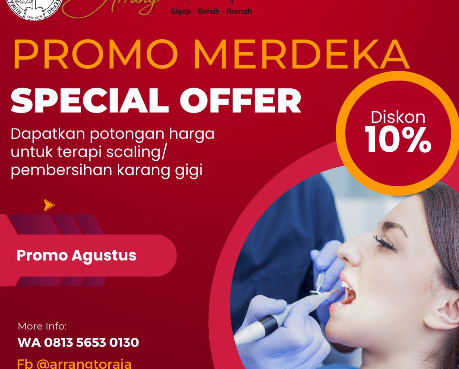 Arrang
Sigap - Bersih - Ramah
PROMO MERDEKA
SPECIAL OFFER
Diskon
10%
Dapatkan potongan harga
untuk terapi scaling/
pembersihan karang gigi
Promo Agustus
More Info:
WA 0813 5653 0130
Fb @arrangtoraja